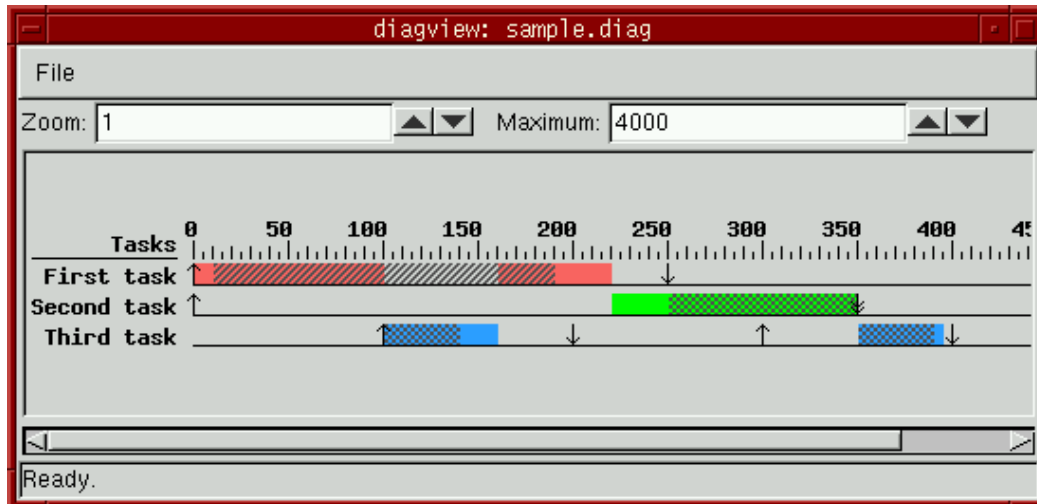 diagview: sample.diag
File
Zoom: 1 Maximum: 4000
0 50 100 150 200 250 300 350 400 45
Tasks
First task
Second task
Third task
Ready.